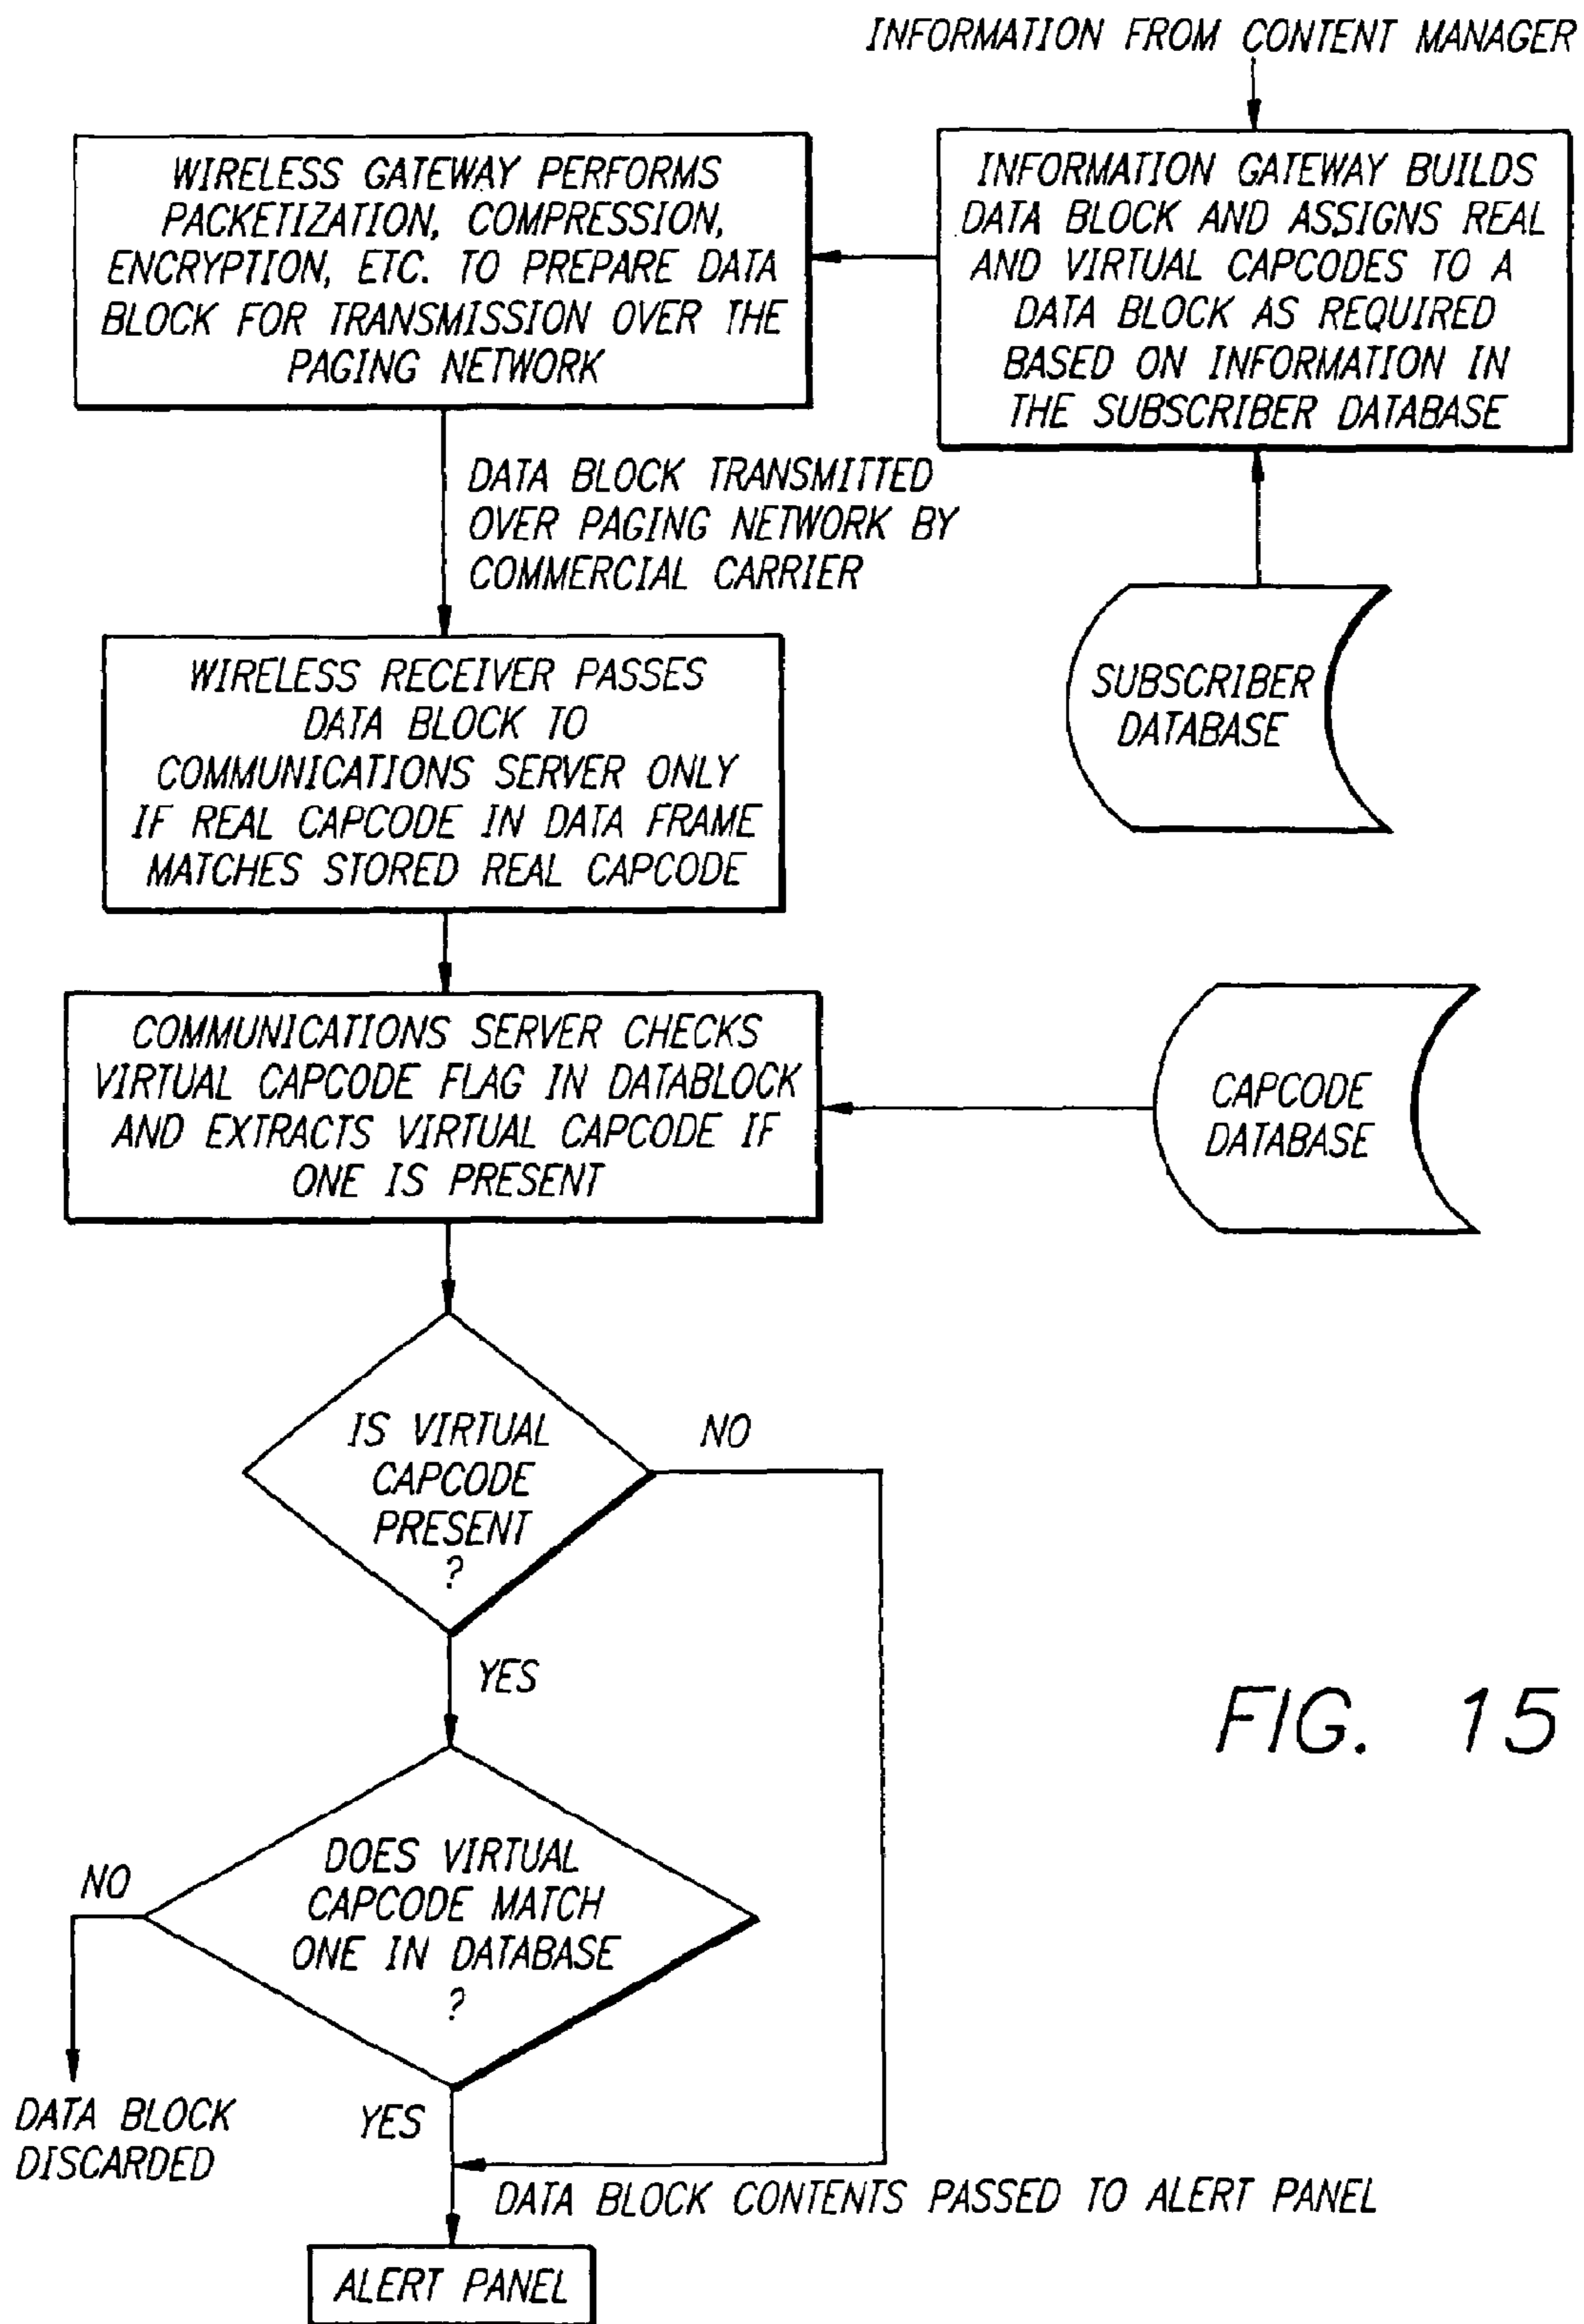 INFORMATION FROM CONTENT MANAGER
INFORMATION GATEWAY BUILDS
DATA BLOCK AND ASSIGNS REAL
AND VIRTUAL CAPCODES TO A
DATA BLOCK AS REQUIRED
BASED ON INFORMATION IN
THE SUBSCRIBER DATABASE
WIRELESS GATEWAY PERFORMS
PACKETIZATION, COMPRESSION,
ENCRYPTION, ETC. TO PREPARE DATA
BLOCK FOR TRANSMISSION OVER THE
PAGING NETWORK
DATA BLOCK TRANSMITTED
OVER PAGING NETWORK BY
COMMERCIAL CARRIER
SUBSCRIBER
DATABASE
WIRELESS RECEIVER PASSES
DATA BLOCK TO
COMMUNICATIONS SERVER ONLY
IF REAL CAPCODE IN DATA FRAME
MATCHES STORED REAL CAPCODE
COMMUNICATIONS SERVER CHECKS
VIRTUAL CAPCODE FLAG IN DATABLOCK
AND EXTRACTS VIRTUAL CAPCODE IF
ONE IS PRESENT
CAPCODE
DATABASE
IS VIRTUAL
CAPCODE
PRESENT
?
NO
YES
DOES VIRTUAL
CAPCODE MATCH
ONE IN DATABASE
?
NO
DATA BLOCK
DISCARDED
YES
DATA BLOCK CONTENTS PASSED TO ALERT PANEL
ALERT PANEL
FIG. 15